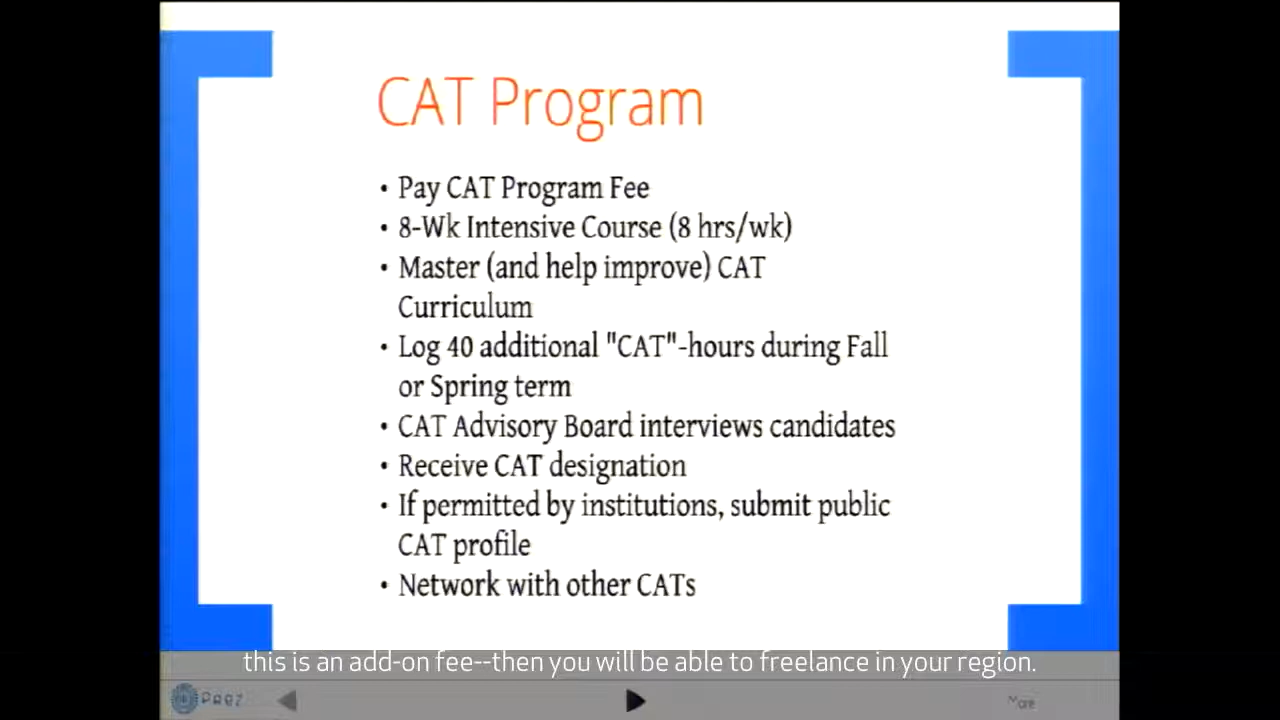 CAT Program
• Pay CAT Program Fee
• 8-Wk Intensive Course (8 hrs/wk)
• Master (and help improve) CAT
Curriculum
• Log 40 additional "CAT"-hours during Fall
or Spring term
• CAT Advisory Board interviews candidates
• Receive CAT designation
• If permitted by institutions, submit public
CAT profile
• Network with other CATs
this is an add-on fee--then you will be able to freelance in your region.
More